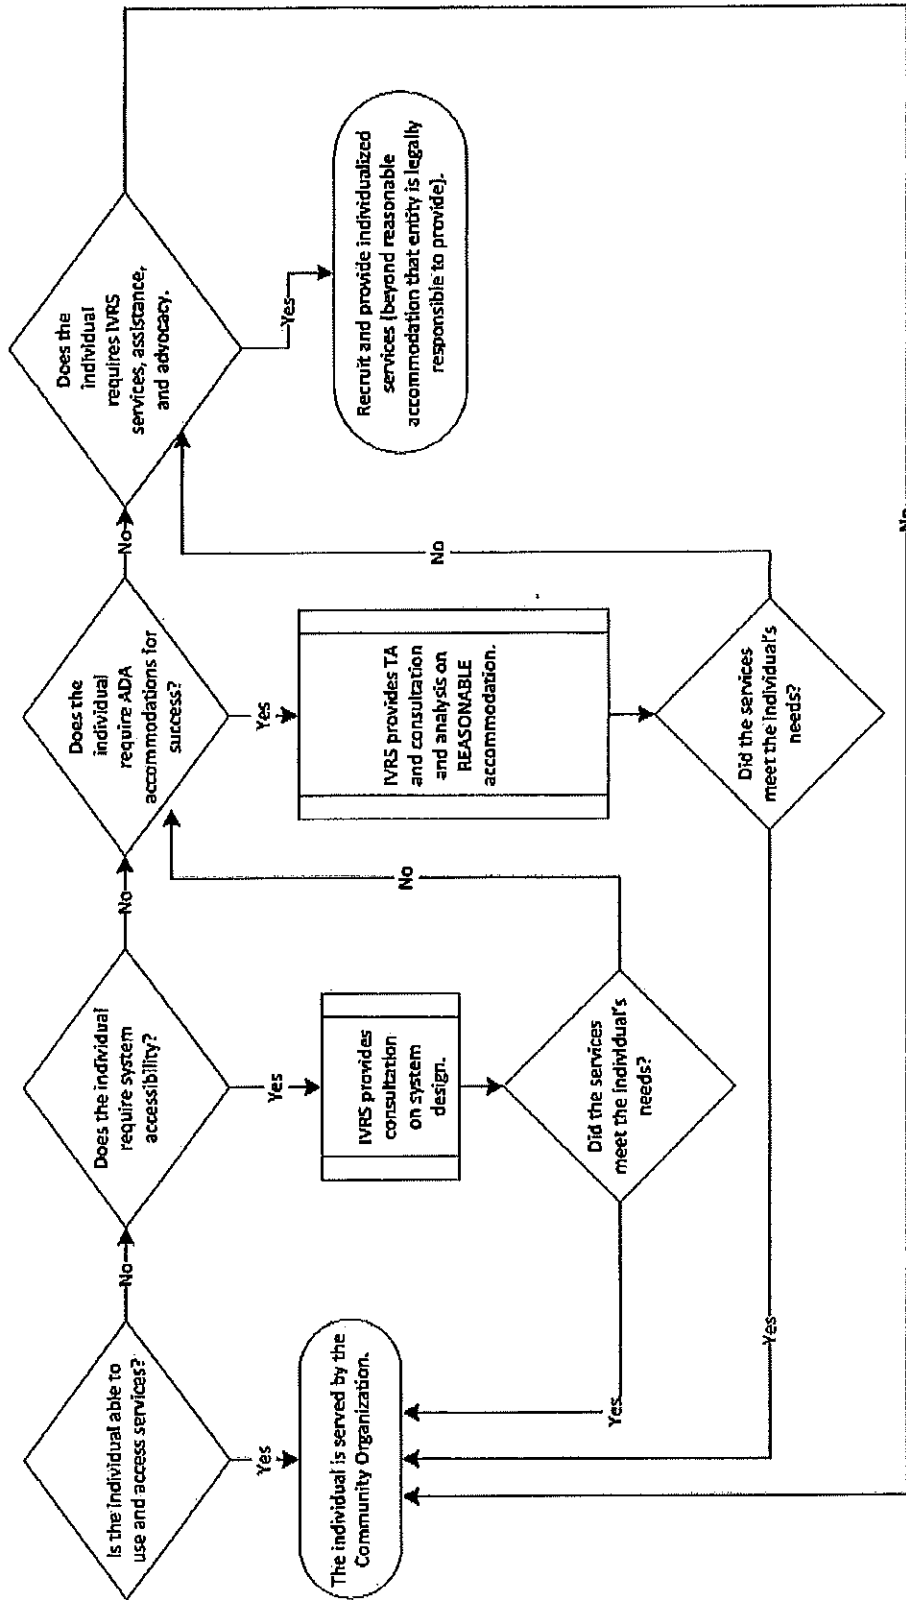 Is the individual able to
use and access services?
No
Does the individual
require system
accessibility?
No
Does the
individual
require ADA
accommodations for
success?
No
Does the
individual
requires IVRS
services, assistance,
and advocacy.
Yes
Yes
Yes
Yes
The individual is served by the
Community Organization.
IVRS provides
consultation
on system
design.
IVRS provides TA
and consultation
and analysis on
REASONABLE
accommodation.
Recruit and provide individualized
services (beyond reasonable
accommodation that entity is legally
responsible to provide).
No
No
Did the services
meet the individual's
needs?
Yes
Did the services
meet the individual's
needs?
Yes
No